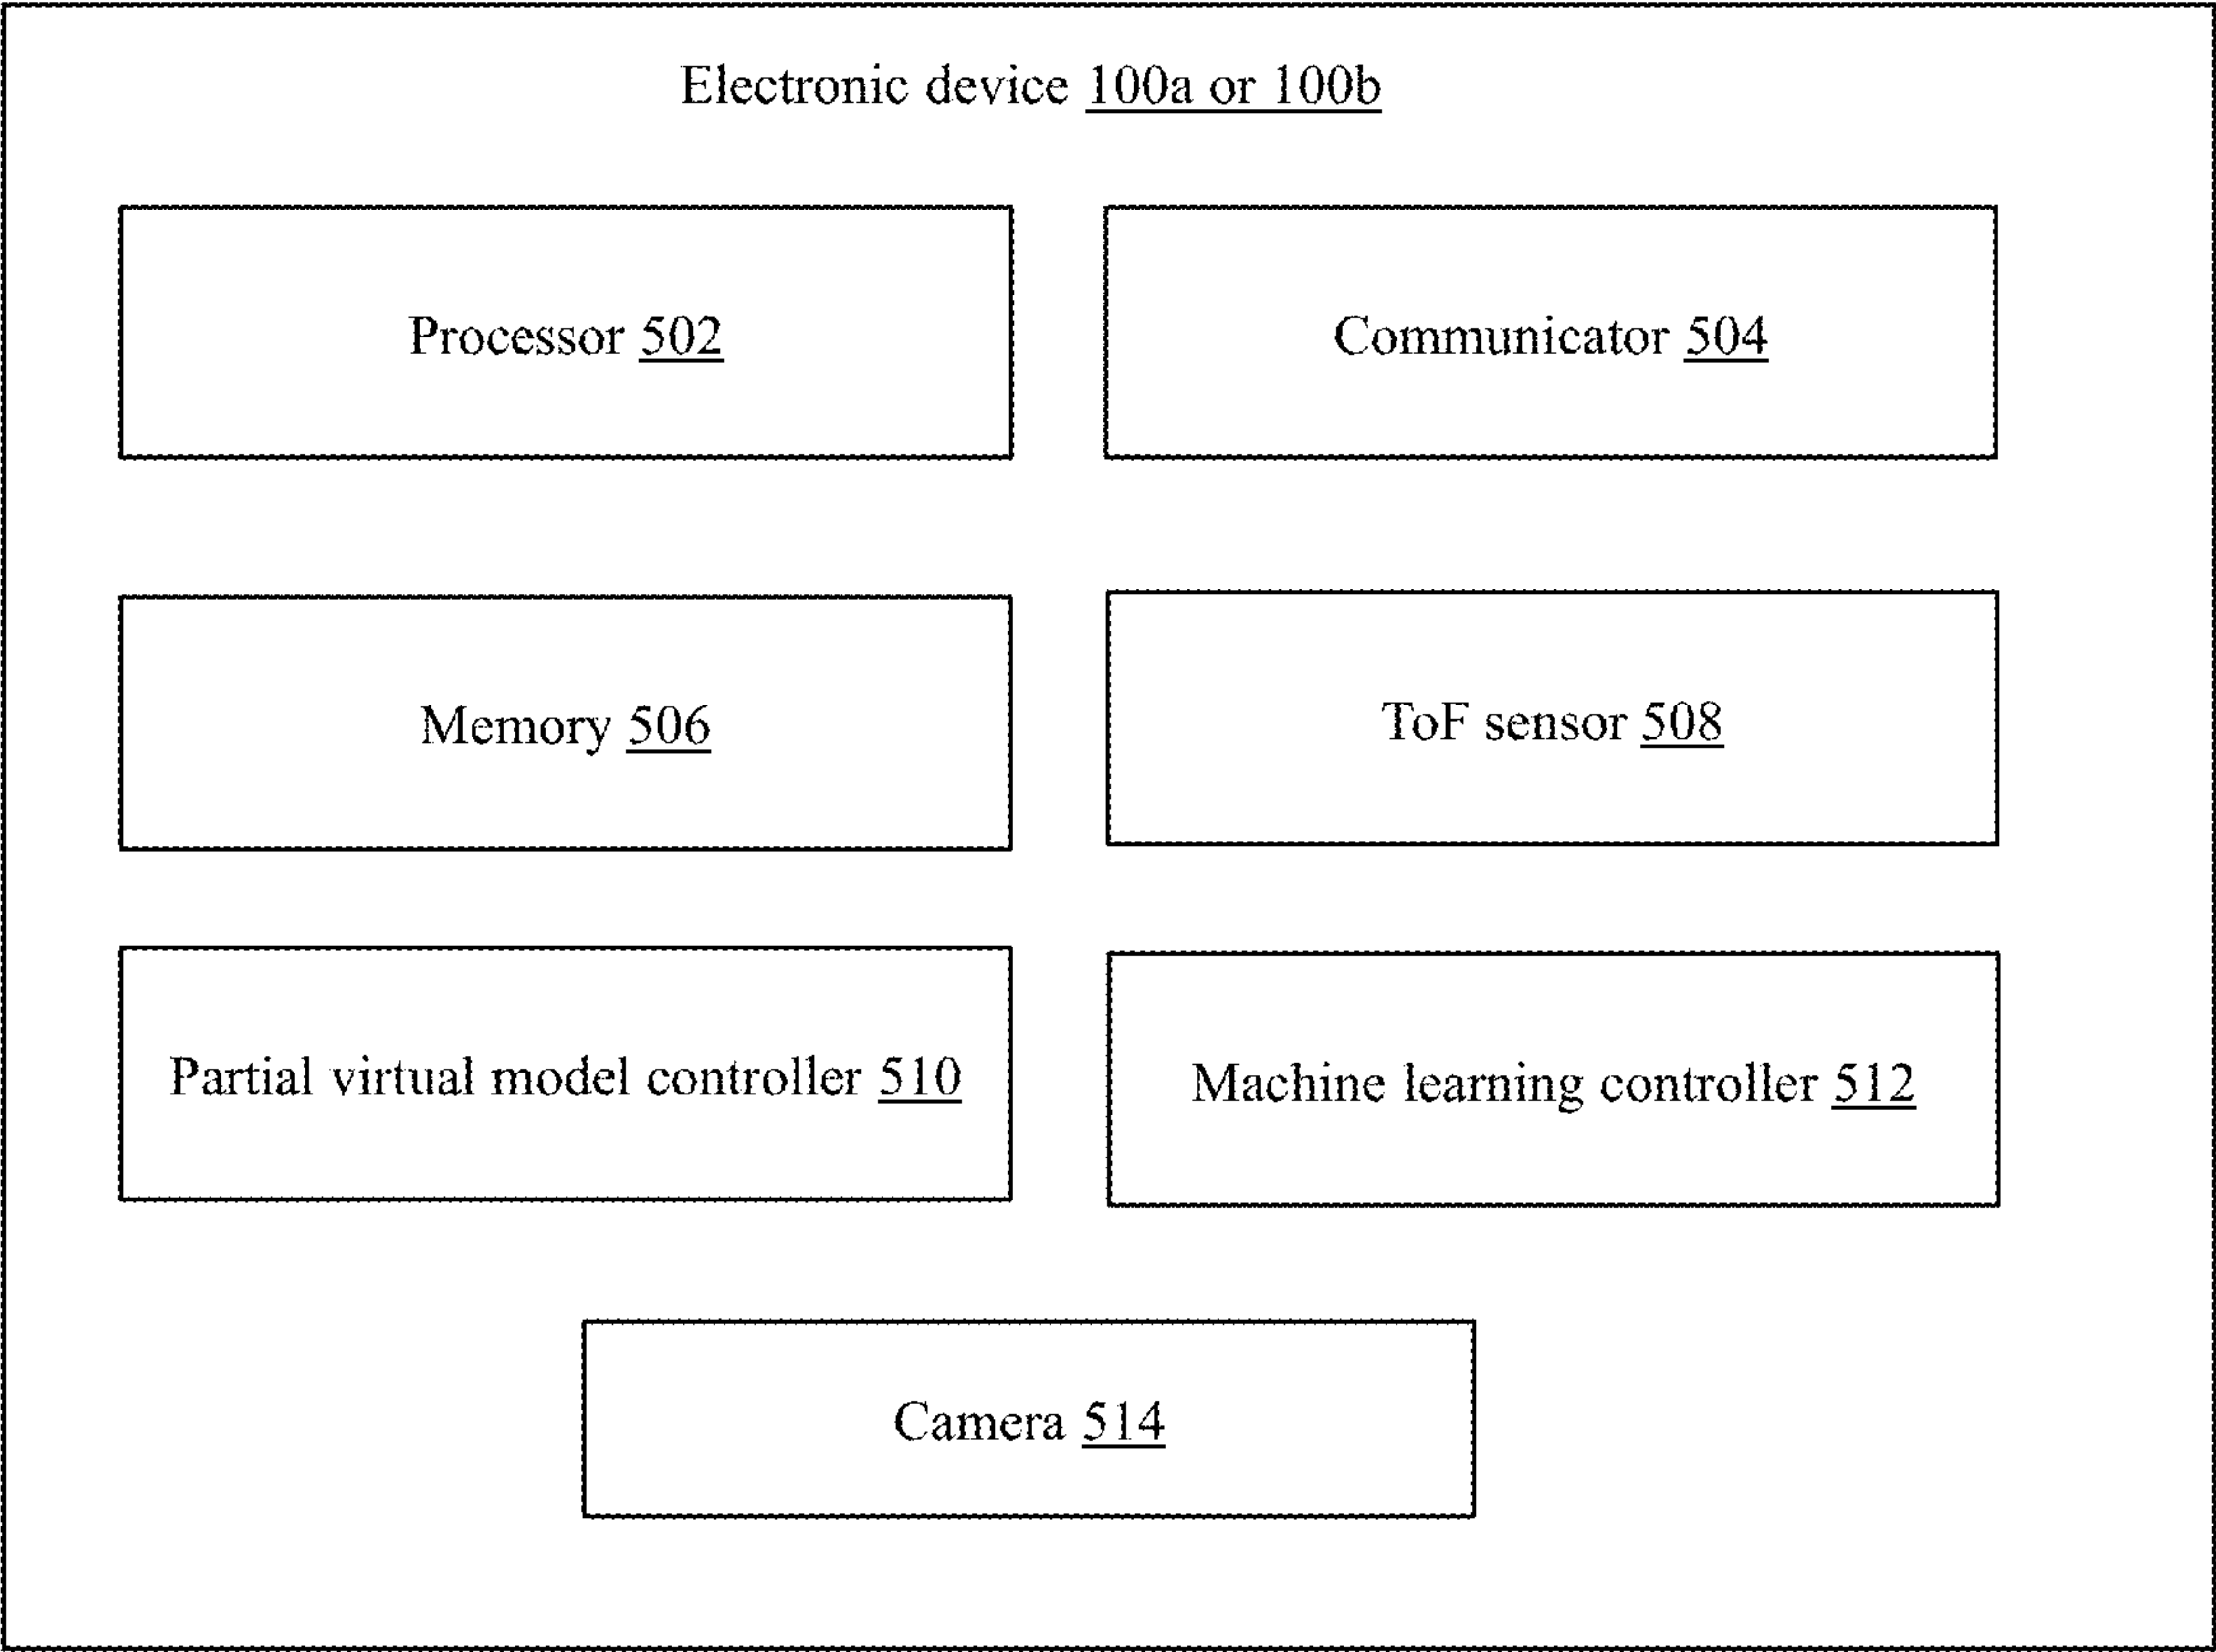 Electronic device 100a or 100b
Processor 502
Communicator 504
Memory 506
ToF sensor 508
Partial virtual model controller 510
Machine learning controller 512
Camera 514